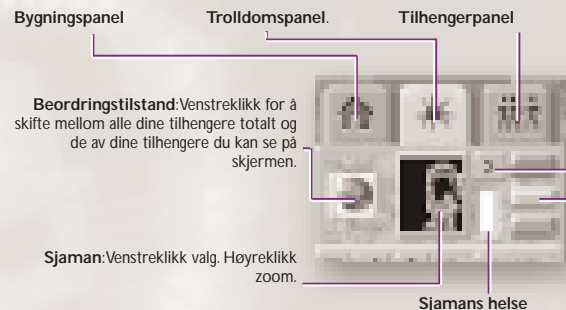 Bygningspanel
Trolldomspanel.
Tilhengerpanel
Beordringstilstand:Venstreklikk for å
skifte mellom alle dine tilhengere totalt og
de av dine tilhengere du kan se på
skjermen.
Sjaman:Venstreklikk valg. Høyreklikk
zoom.
Sjamans helse